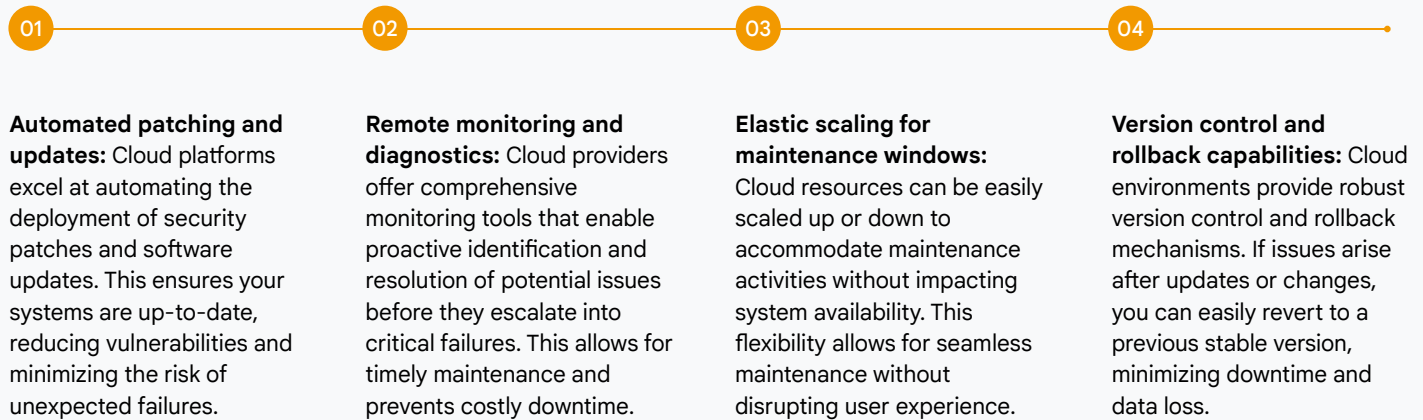 01
02
03
04
Automated patching and
updates: Cloud platforms
excel at automating the
deployment of security
patches and software
updates. This ensures your
systems are up-to-date,
reducing vulnerabilities and
minimizing the risk of
unexpected failures.
Remote monitoring and
diagnostics: Cloud providers
offer comprehensive
monitoring tools that enable
proactive identification and
resolution of potential issues
before they escalate into
critical failures. This allows for
timely maintenance and
prevents costly downtime.
Elastic scaling for
maintenance windows:
Cloud resources can be easily
scaled up or down to
accommodate maintenance
activities without impacting
system availability. This
flexibility allows for seamless
maintenance without
disrupting user experience.
Version control and
rollback capabilities: Cloud
environments provide robust
version control and rollback
mechanisms. If issues arise
after updates or changes,
you can easily revert to a
previous stable version,
minimizing downtime and
data loss.